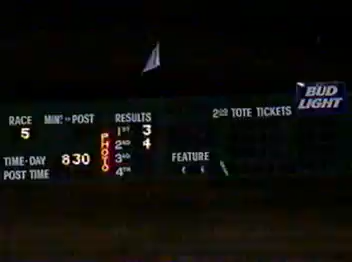 BUD
LIGHT
2ND TOTE TICKETS
RACE MIN. TO POST RESULTS
5
1ST 3
PHOTO
2ND 4
TIME·DAY 830
3RD
FEATURE
POST TIME
4TH